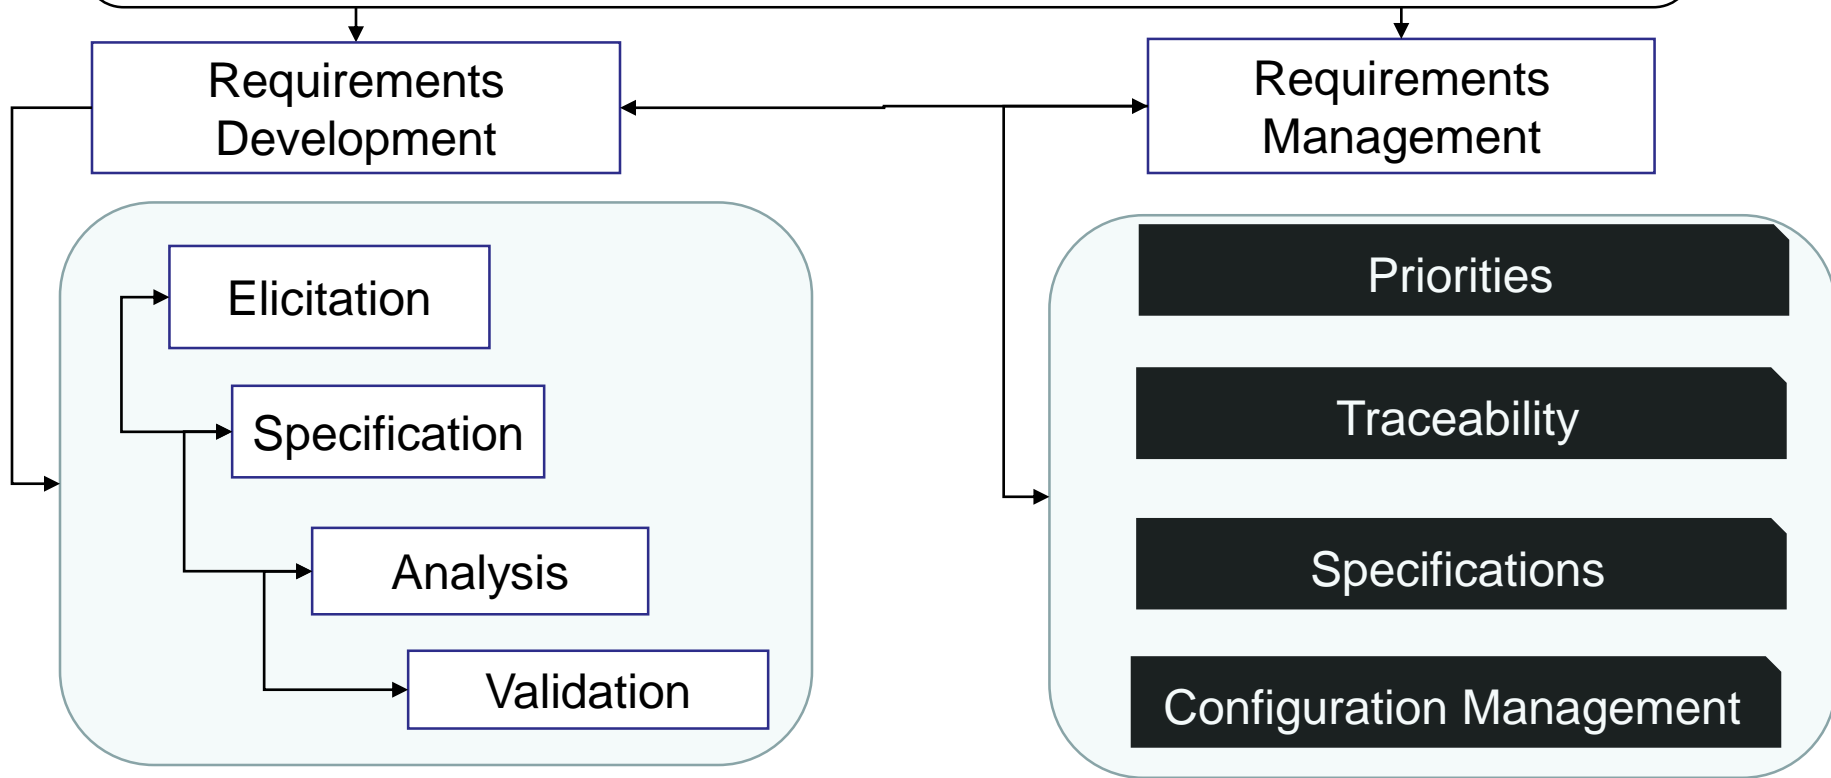 Requirements
Development
Requirements
Management
Elicitation
Specification
Analysis
Validation
Priorities
Traceability
Specifications
Configuration Management